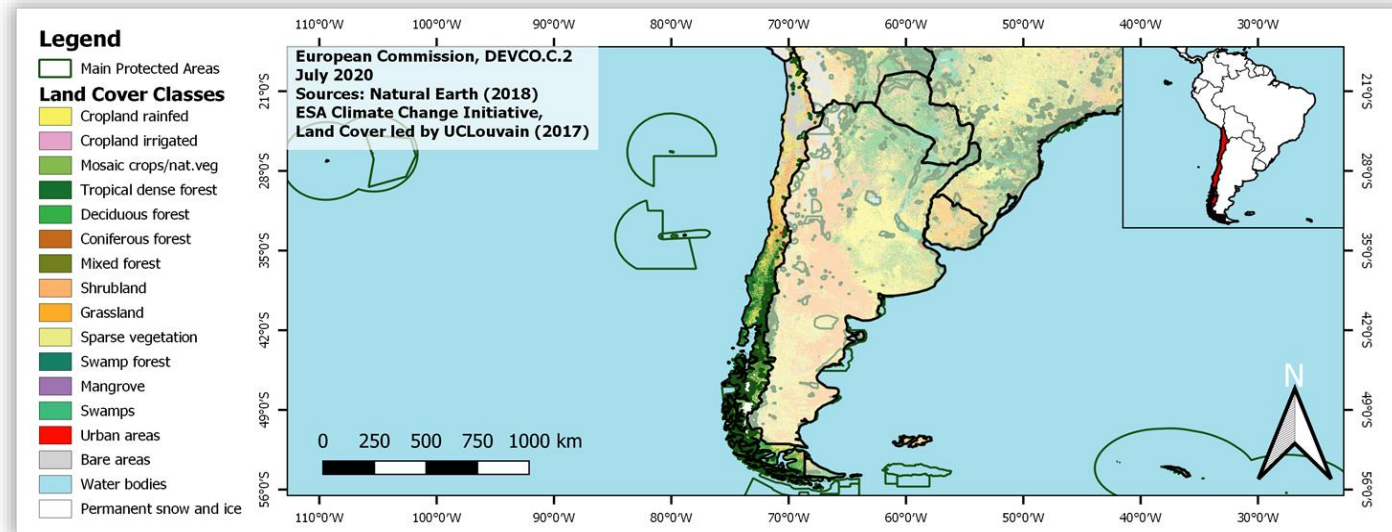 Legend
Main Protected Areas
Land Cover Classes
Cropland rainfed
Cropland irrigated
Mosaic crops/nat.veg
Tropical dense forest
Deciduous forest
Coniferous forest
Mixed forest
Shrubland
Grassland
Sparse vegetation
Swamp forest
Mangrove
Swamps
Urban areas
Bare areas
Water bodies
Permanent snow and ice
110°0'W 100°0'W 90°0'W 80°0'W 70°0'W 60°0'W 50°0'W 40°0'W 30°0'W
European Commission, DEVCO.C.2
July 2020
Sources: Natural Earth (2018)
ESA Climate Change Initiative,
Land Cover led by UCLouvain (2017)
21°0'S
28°0'S
35°0'S
42°0'S
49°0'S
56°0'S
0 250 500 750 1000 km
N
21°0'S
28°0'S
35°0'S
42°0'S
49°0'S
56°0'S
110°0'W 100°0'W 90°0'W 80°0'W 70°0'W 60°0'W 50°0'W 40°0'W 30°0'W